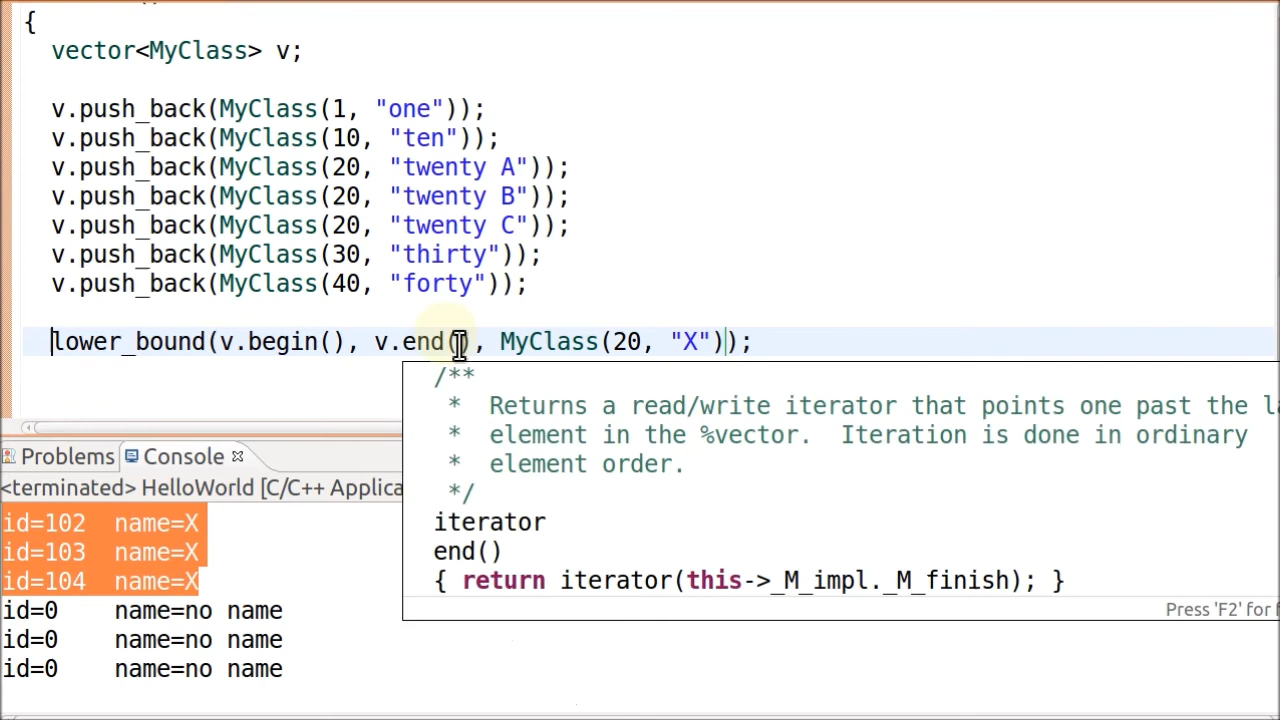 {
vector<MyClass> v;
v.push_back(MyClass(1, "one"));
v.push_back(MyClass(10, "ten"));
v.push_back(MyClass(20, "twenty A"));
v.push_back(MyClass(20, "twenty B"));
v.push_back(MyClass(20, "twenty C"));
v.push_back(MyClass(30, "thirty"));
v.push_back(MyClass(40, "forty"));
lower_bound(v.begin(), v.end(), MyClass(20, "X"));
/**
* Returns a read/write iterator that points one past the la
* element in the %vector. Iteration is done in ordinary
* element order.
*/
iterator
end()
{ return iterator(this->_M_impl._M_finish); }
Press 'F2' for f
Problems Console
<terminated> HelloWorld [C/C++ Applica
id=102 name=X
id=103 name=X
id=104 name=X
id=0 name=no name
id=0 name=no name
id=0 name=no name